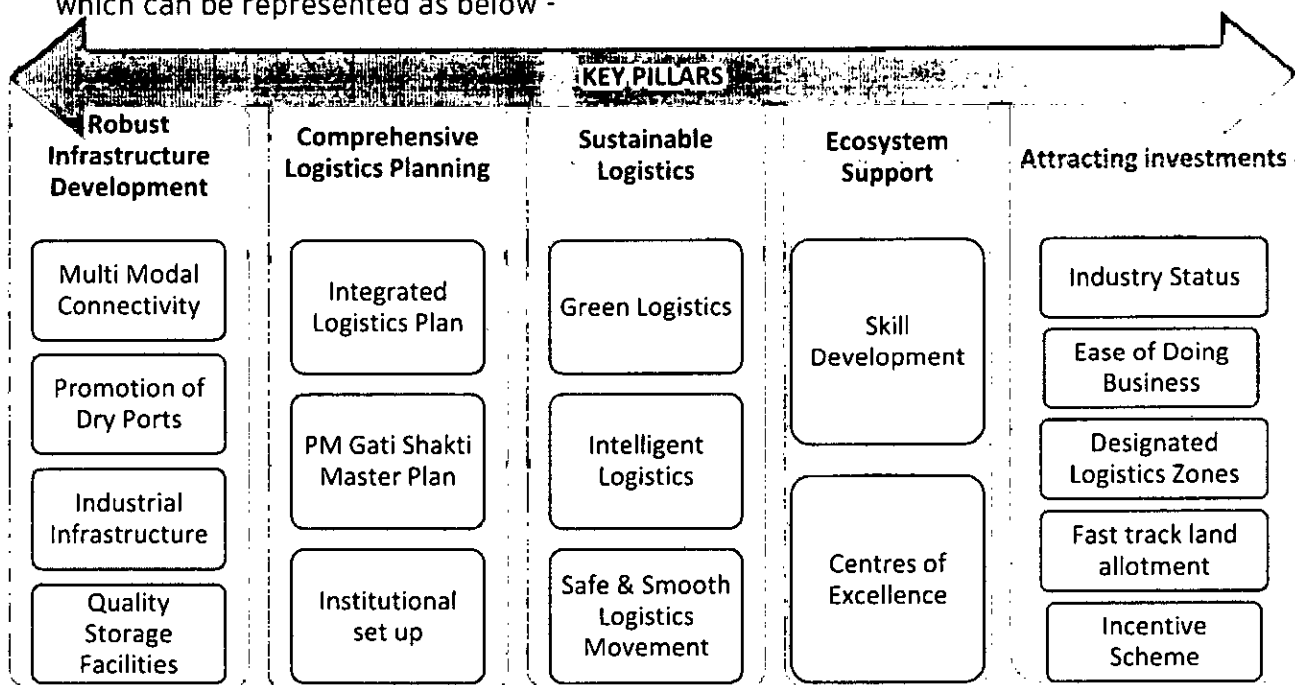 which can be represented as below -
KEY PILLARS
Robust
Infrastructure
Development
Multi Modal
Connectivity
Promotion of
Dry Ports
Industrial
Infrastructure
Quality
Storage
Facilities
Comprehensive
Logistics Planning
Integrated
Logistics Plan
PM Gati Shakti
Master Plan
Institutional
set up
Sustainable
Logistics
Green Logistics
Intelligent
Logistics
Safe & Smooth
Logistics
Movement
Ecosystem
Support
Skill
Development
Centres of
Excellence
Attracting investments
Industry Status
Ease of Doing
Business
Designated
Logistics Zones
Fast track land
allotment
Incentive
Scheme